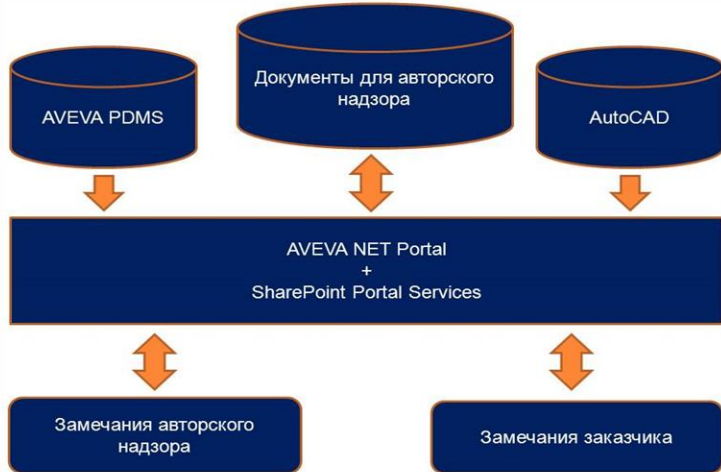 AVEVA PDMS
Документы для авторского
надзора
AutoCAD
AVEVA NET Portal
+
SharePoint Portal Services
Замечания авторского
надзора
Замечания заказчика